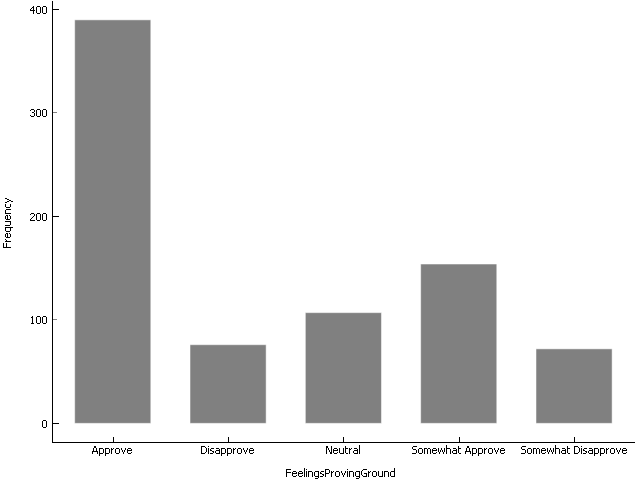 400
300
200
100
0
Frequency
Approve
Disapprove
Neutral
Somewhat Approve
Somewhat Disapprove
FeelingsProvingGround